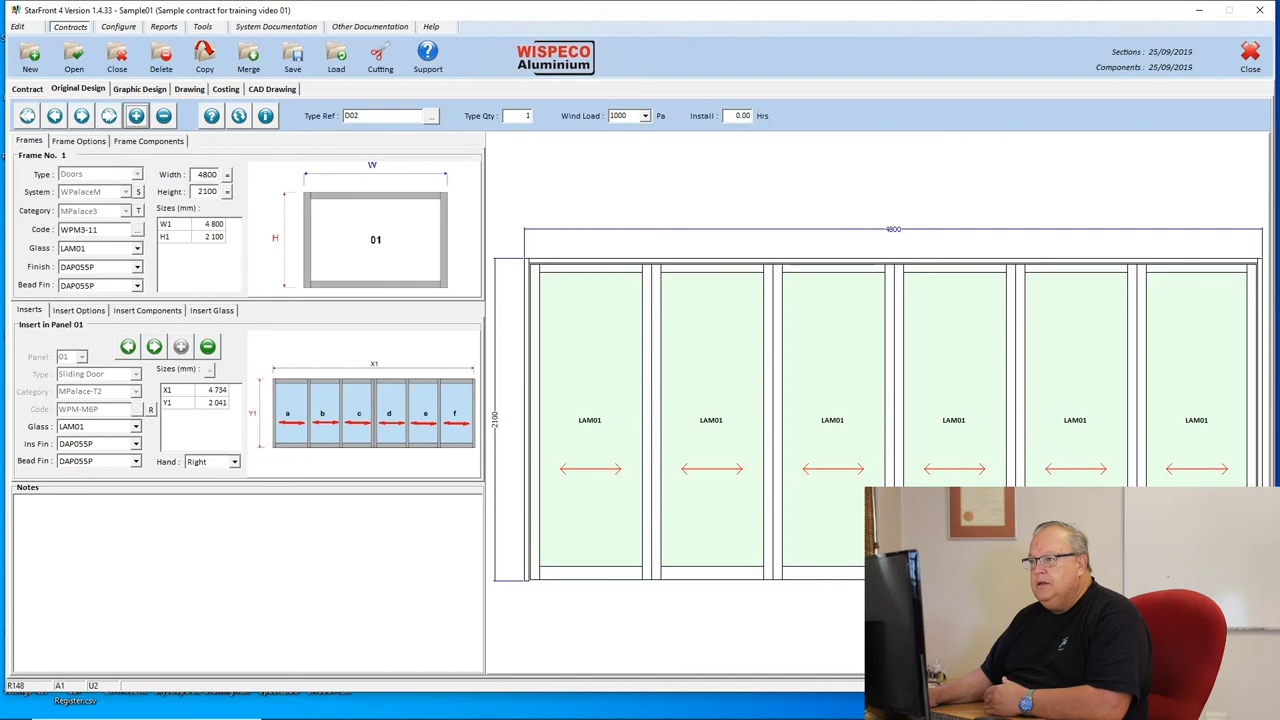 StarFront 4 Version 1.4.33 - Sample01 (Sample contract for training video 01)
Edit Contracts Configure Reports Tools System Documentation Other Documentation Help
New Open Close Delete Copy Merge Save Load Cutting Support
WISPECO
Aluminium
Sections : 25/09/2019
Components : 25/09/2019
Close
Contract Original Design Graphic Design Drawing Costing CAD Drawing
Type Ref : D02 ... Type Qty : 1 Wind Load : 1000 Pa Install : 0.00 Hrs
Frames Frame Options Frame Components
Frame No. 1
Type : Doors Width : 4800 =
System : WPalaceM S Height : 2100 =
Category : MPalace3 T Sizes (mm) :
Code : WPM3-11 ...
Glass : LAM01
Finish : DAP055P
Bead Fin : DAP055P
W1 4 800
H1 2 100
W
H
01
Inserts Insert Options Insert Components Insert Glass
Insert in Panel 01
Panel : 01
Type : Sliding Door Sizes (mm) :
Category : MPalace-T2
Code : WPM-M6P R
Glass : LAM01
Ins Fin : DAP055P
Bead Fin : DAP055P Hand : Right
X1 4 734
Y1 2 041
X1
Y1
a b c d e f
Notes
4800
2100
LAM01 LAM01 LAM01 LAM01 LAM01 LAM01
R148 A1 U2
Register.csv